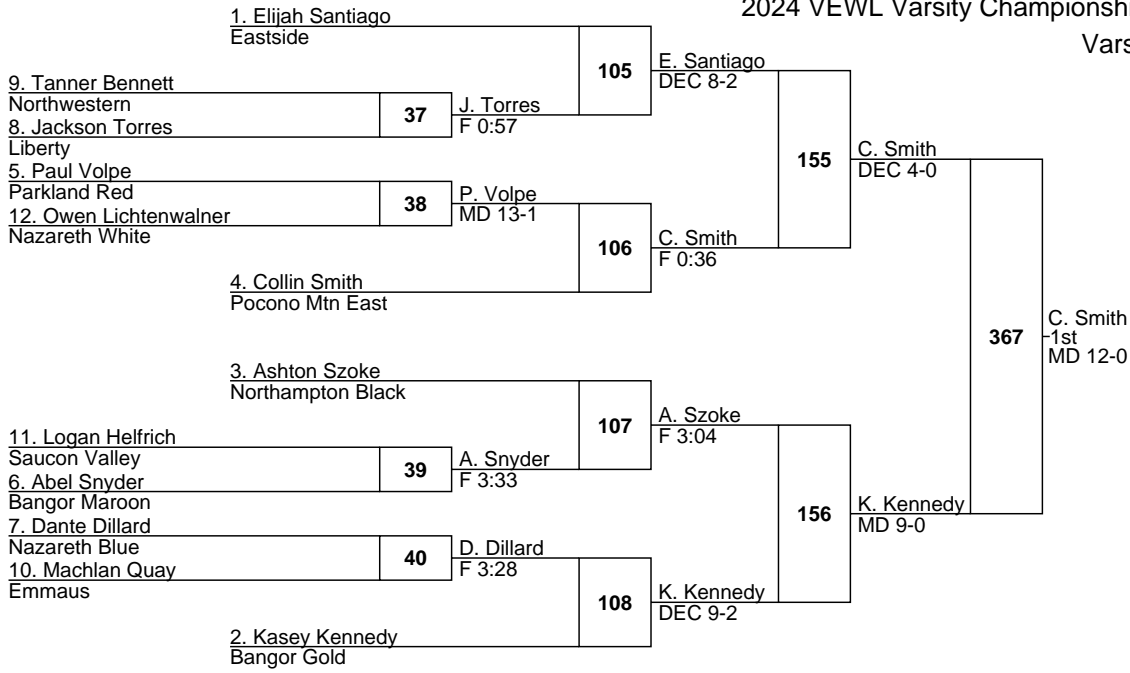 2024 VEWL Varsity Championshi
Vars
1. Elijah Santiago
Eastside
105
E. Santiago
DEC 8-2
9. Tanner Bennett
Northwestern
37
J. Torres
F 0:57
8. Jackson Torres
Liberty
155
C. Smith
DEC 4-0
5. Paul Volpe
Parkland Red
38
P. Volpe
MD 13-1
12. Owen Lichtenwalner
Nazareth White
106
C. Smith
F 0:36
4. Collin Smith
Pocono Mtn East
367
C. Smith
1st
MD 12-0
3. Ashton Szoke
Northampton Black
107
A. Szoke
F 3:04
11. Logan Helfrich
Saucon Valley
39
A. Snyder
F 3:33
6. Abel Snyder
Bangor Maroon
156
K. Kennedy
MD 9-0
7. Dante Dillard
Nazareth Blue
40
D. Dillard
F 3:28
10. Machlan Quay
Emmaus
108
K. Kennedy
DEC 9-2
2. Kasey Kennedy
Bangor Gold